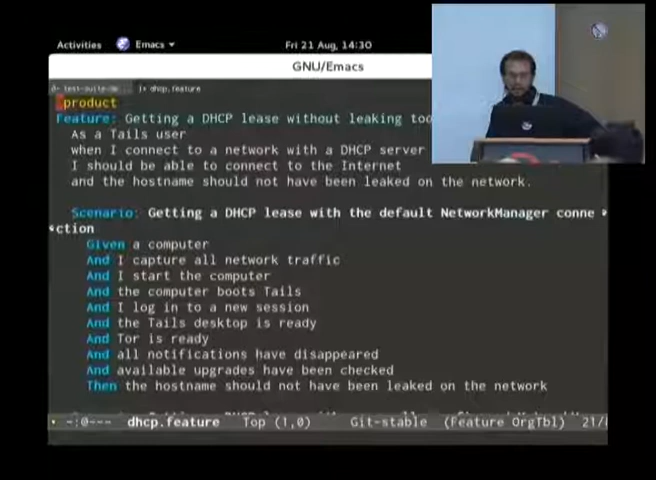 Activities Emacs Fri 21 Aug, 14:30
GNU/Emacs
dhcp.feature
@product
Feature: Getting a DHCP lease without leaking too
As a Tails user
when I connect to a network with a DHCP server
I should be able to connect to the Internet
and the hostname should not have been leaked on the network.
Scenario: Getting a DHCP lease with the default NetworkManager conne
ction
Given a computer
And I capture all network traffic
And I start the computer
And the computer boots Tails
And I log in to a new session
And the Tails desktop is ready
And Tor is ready
And all notifications have disappeared
And available upgrades have been checked
Then the hostname should not have been leaked on the network
-:@--- dhcp.feature Top (1,0) Git-stable (Feature OrgTbl) 21/